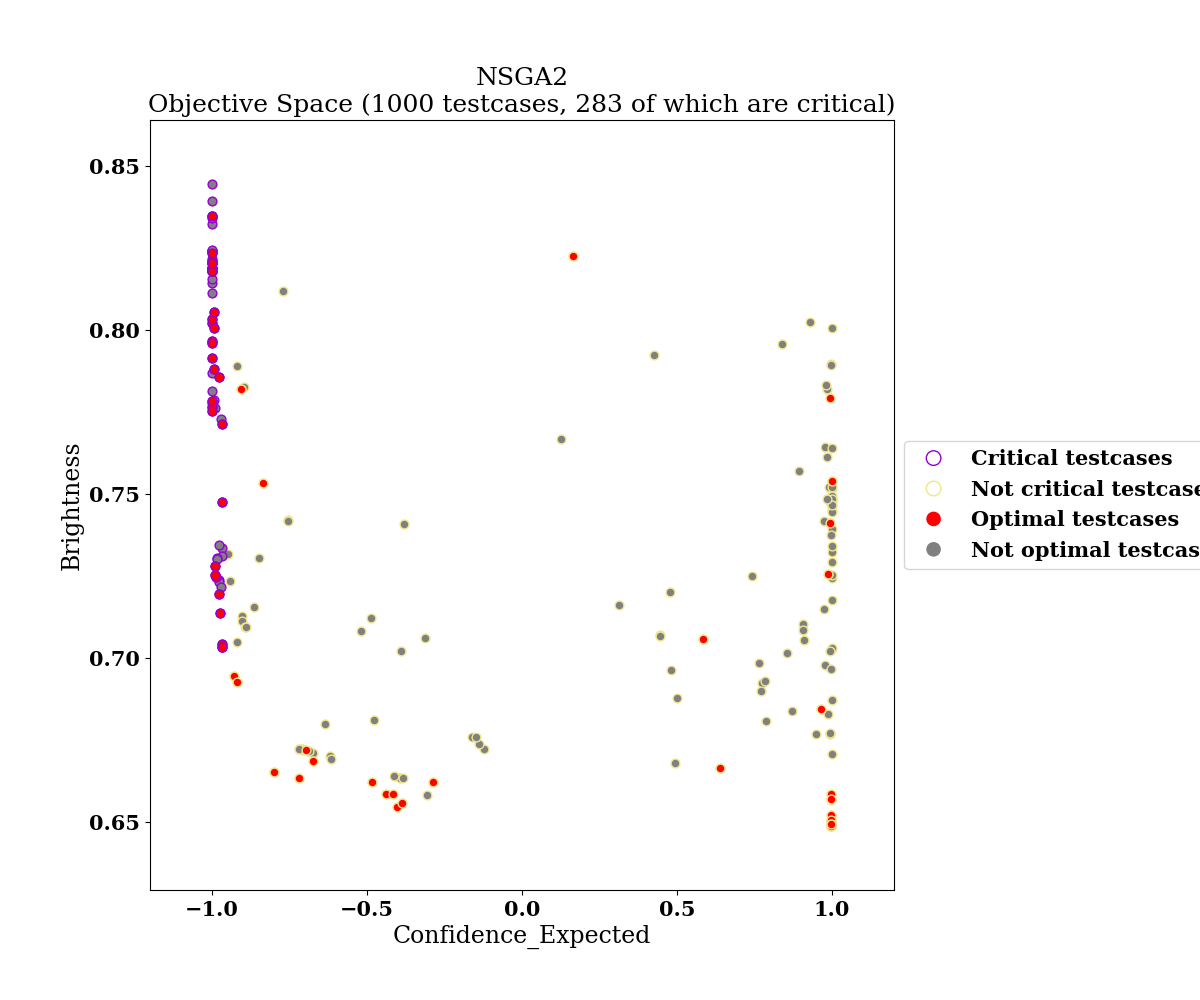 NSGA2
Objective Space (1000 testcases, 283 of which are critical)
0.85
0.80
0.75
0.70
0.65
Brightness
−1.0
−0.5
0.0
0.5
1.0
Confidence_Expected
Critical testcases
Not critical testcase
Optimal testcases
Not optimal testcas